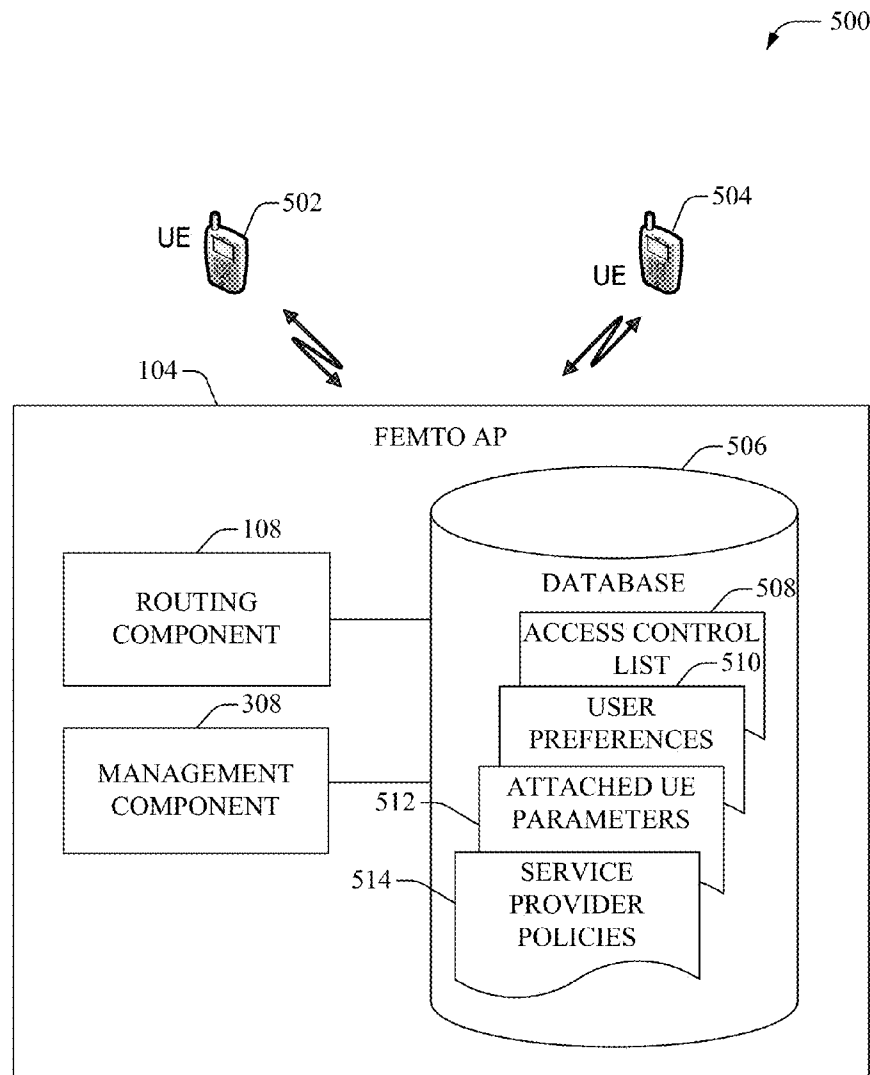 500
502
504
UE
UE
104
FEMTO AP
506
108
ROUTING
COMPONENT
DATABASE
508
ACCESS CONTROL
LIST
510
308
MANAGEMENT
COMPONENT
USER
PREFERENCES
512
ATTACHED UE
PARAMETERS
514
SERVICE
PROVIDER
POLICIES